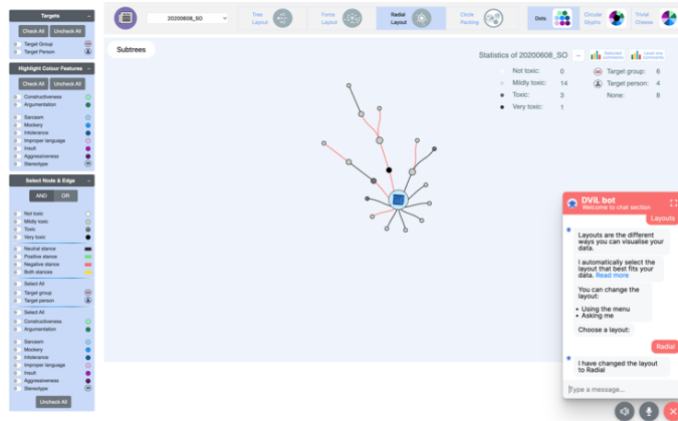 Targets
Check All
Uncheck All
Target Group
Target Person
Highlight Colour Features
Check All
Uncheck All
Constructiveness
Argumentation
Sarcasm
Mockery
Intolerance
Improper language
Insult
Aggressiveness
Stereotype
Select Node & Edge
AND
OR
Not toxic
Mildly toxic
Toxic
Very toxic
Neutral stance
Positive stance
Negative stance
Both stances
Select All
Target group
Target person
Select All
Constructiveness
Argumentation
Sarcasm
Mockery
Intolerance
Improper language
Insult
Aggressiveness
Stereotype
Uncheck All
20200608_SO
Tree
Layout
Force
Layout
Radial
Layout
Circle
Packing
Dots
Circular
Glyphs
Trivial
Cheese
Subtrees
Statistics of 20200608_SO
Selected
comments
Level one
comments
Not toxic: 0
Mildly toxic: 14
Toxic: 3
Very toxic: 1
Target group: 6
Target person: 4
None: 8
DViL bot
Welcome to chat section
Layouts
Layouts are the different
ways you can visualise your
data.
I automatically select the
layout that best fits your
data. Read more
You can change the
layout:
• Using the menu
• Asking me
Choose a layout:
Radial
I have changed the layout
to Radial
Type a message...